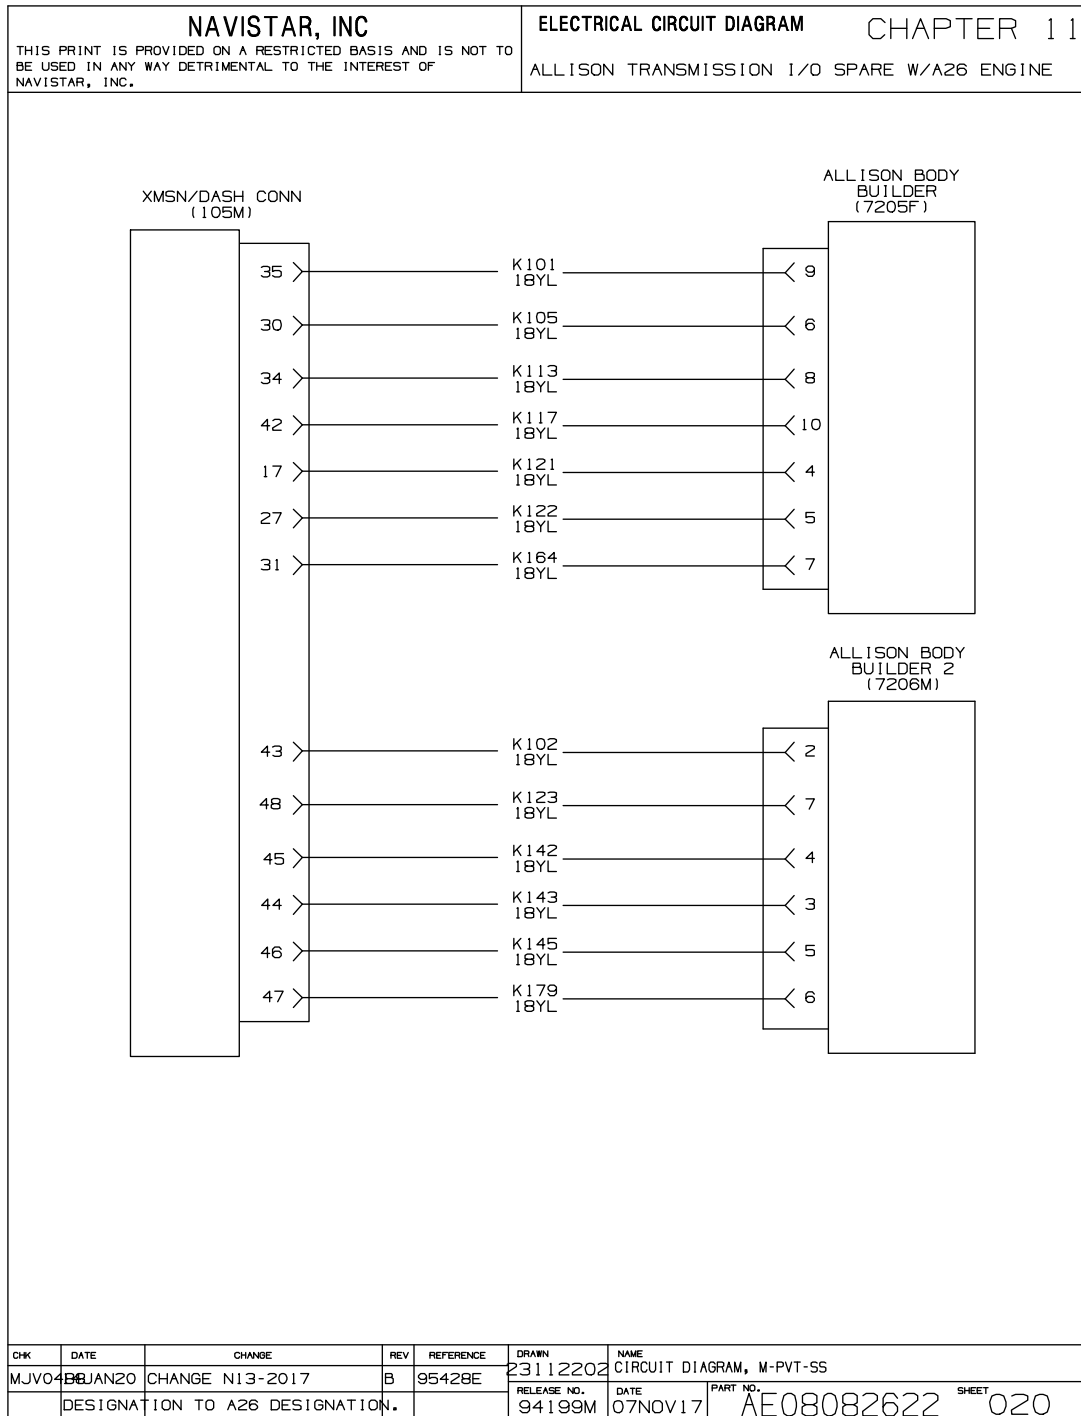 NAVISTAR, INC
THIS PRINT IS PROVIDED ON A RESTRICTED BASIS AND IS NOT TO
BE USED IN ANY WAY DETRIMENTAL TO THE INTEREST OF
NAVISTAR, INC.
ELECTRICAL CIRCUIT DIAGRAM CHAPTER 11
ALLISON TRANSMISSION I/O SPARE W/A26 ENGINE
XMSN/DASH CONN
(105M)
ALLISON BODY
BUILDER
(7205F)
35 K101 9
18YL
30 K105 6
18YL
34 K113 8
18YL
42 K117 10
18YL
17 K121 4
18YL
27 K122 5
18YL
31 K164 7
18YL
ALLISON BODY
BUILDER 2
(7206M)
43 K102 2
18YL
48 K123 7
18YL
45 K142 4
18YL
44 K143 3
18YL
46 K145 5
18YL
47 K179 6
18YL
CHK DATE CHANGE REV REFERENCE DRAWN NAME
JAN20 CHANGE N13-2017 B 95428E 23112202 CIRCUIT DIAGRAM, M-PVT-SS
DESIGNATION TO A26 DESIGNATION.
RELEASE NO. DATE PART NO. SHEET
94199M 07NOV17 AE08082622 020